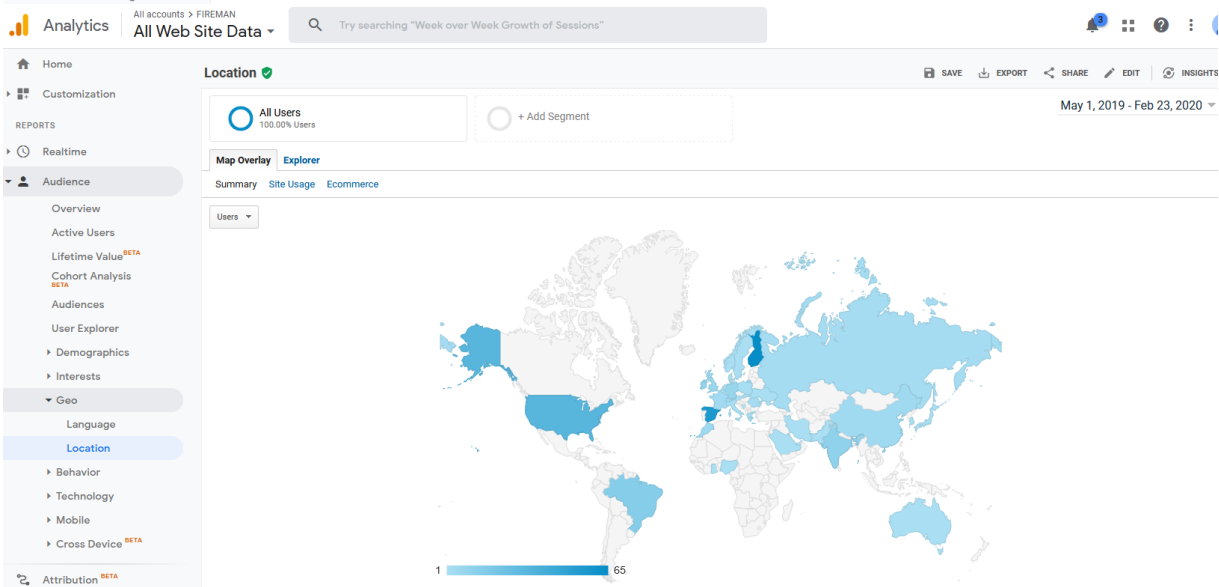 All accounts > FIREMAN
Analytics
All Web Site Data
Try searching "Week over Week Growth of Sessions"
3
Home
Customization
REPORTS
Realtime
Audience
Overview
Active Users
Lifetime Value BETA
Cohort Analysis
BETA
Audiences
User Explorer
Demographics
Interests
Geo
Language
Location
Behavior
Technology
Mobile
Cross Device BETA
Attribution BETA
Location
SAVE EXPORT SHARE EDIT INSIGHTS
All Users
100.00% Users
+ Add Segment
May 1, 2019 - Feb 23, 2020
Map Overlay Explorer
Summary Site Usage Ecommerce
Users
1 65